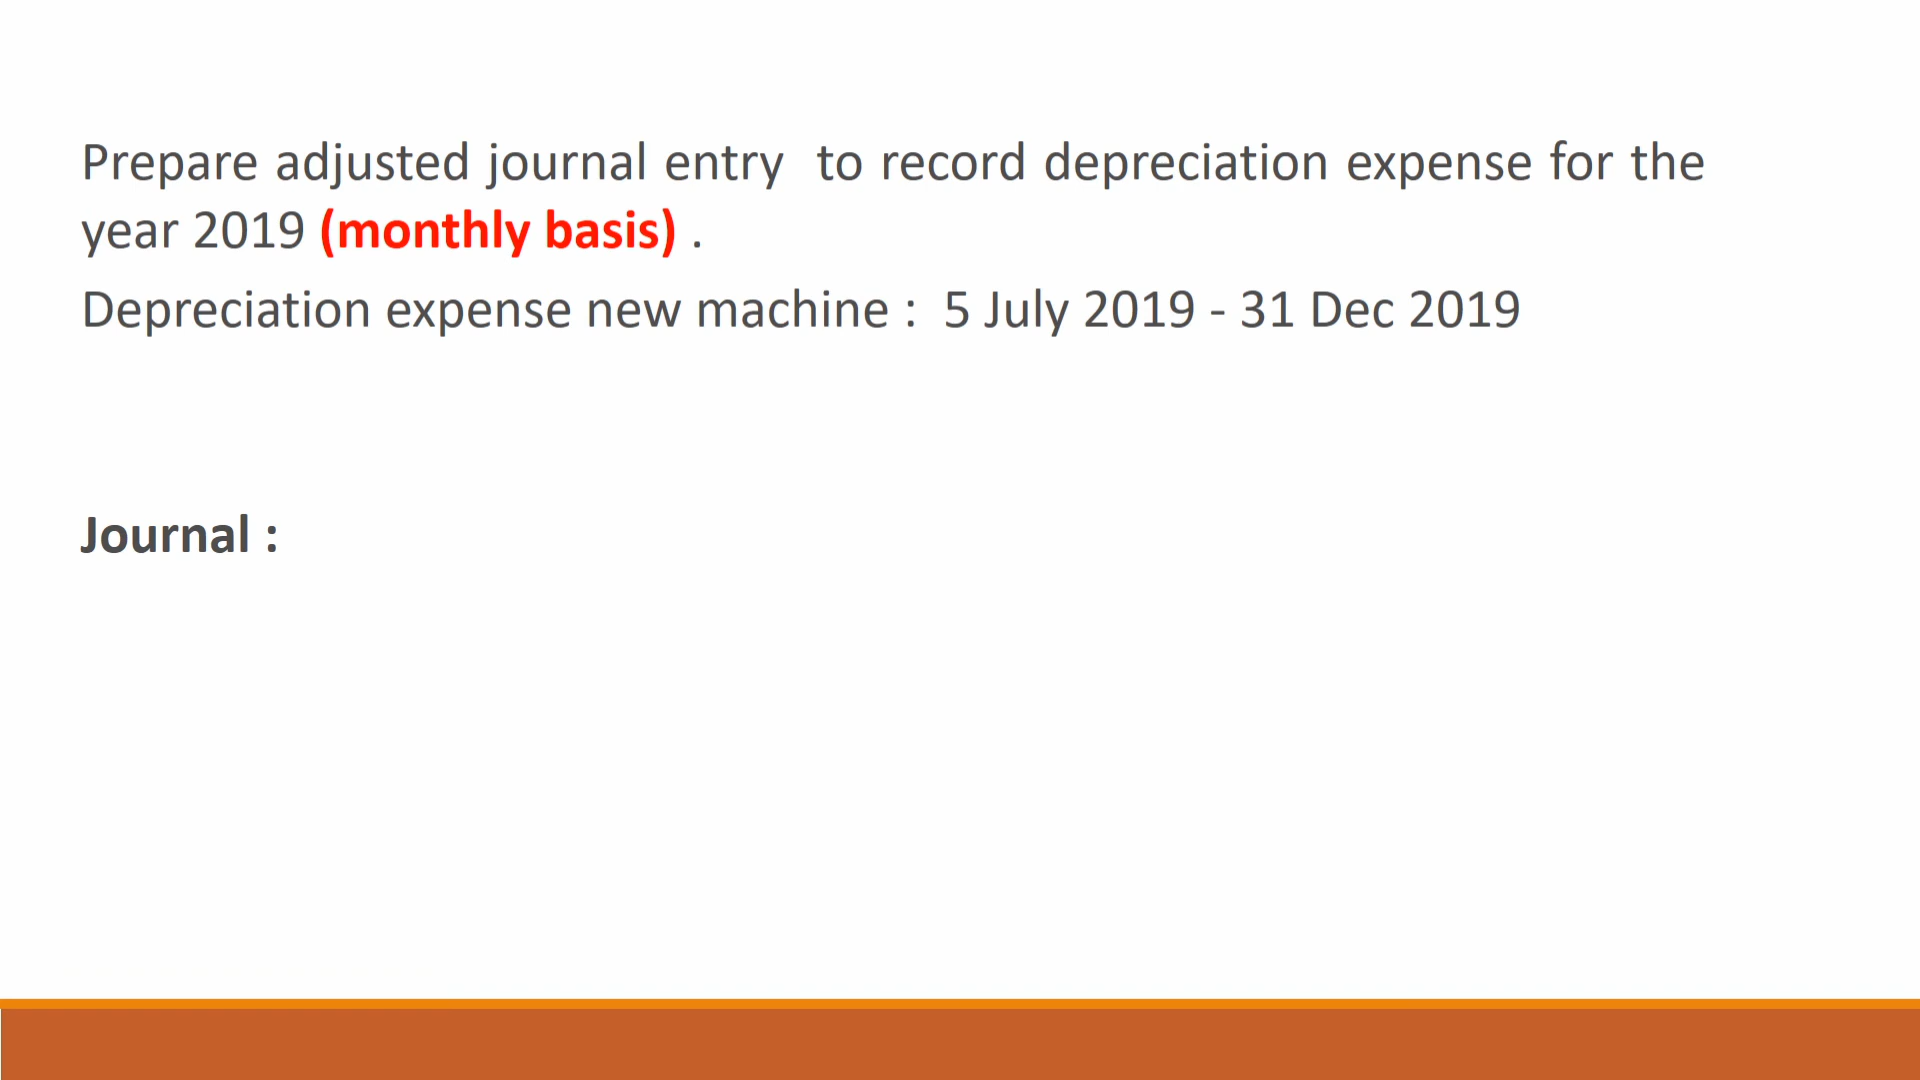 Prepare adjusted journal entry to record depreciation expense for the
year 2019 (monthly basis) .
Depreciation expense new machine : 5 July 2019 - 31 Dec 2019
Journal :